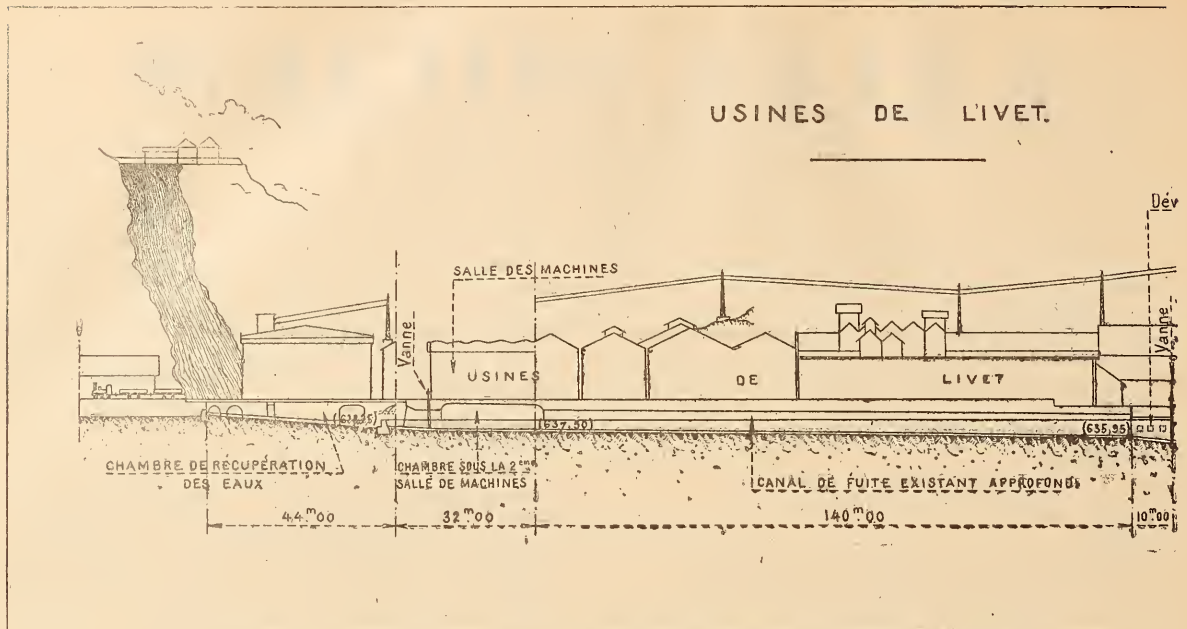 USINES DE L'IVET.
Dév
SALLE DES MACHINES
Vanne
Vanne
USINES DE LIVET
(637,50)
(635,95)
CHAMBRE DE RÉCUPÉRATION
DES EAUX
CHAMBRE SOUS LA 2ème
SALLE DE MACHINES
CANAL DE FUITE EXISTANT APPROFONDI
44m00
32m00
140m00
10m00